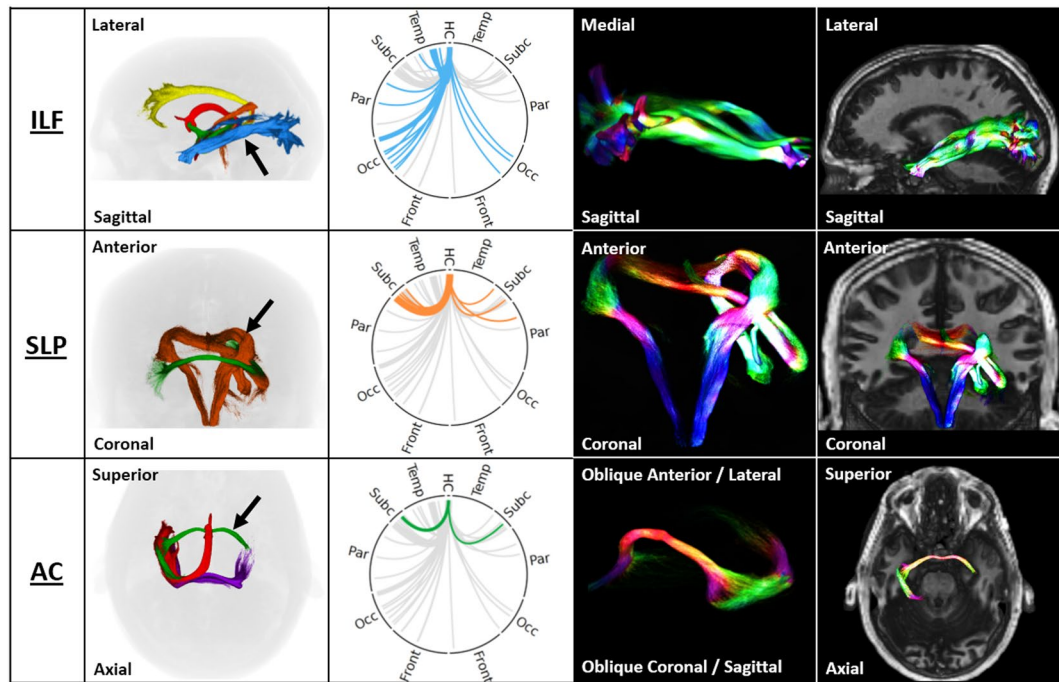 ILF
Lateral
Sagittal
HC
Temp
Temp
Subc
Subc
Par
Par
Occ
Occ
Front
Front
Medial
Sagittal
Lateral
Sagittal
SLP
Anterior
Coronal
HC
Temp
Temp
Subc
Subc
Par
Par
Occ
Occ
Front
Front
Anterior
Coronal
Anterior
Coronal
AC
Superior
Axial
HC
Temp
Temp
Subc
Subc
Par
Par
Occ
Occ
Front
Front
Oblique Anterior / Lateral
Oblique Coronal / Sagittal
Superior
Axial